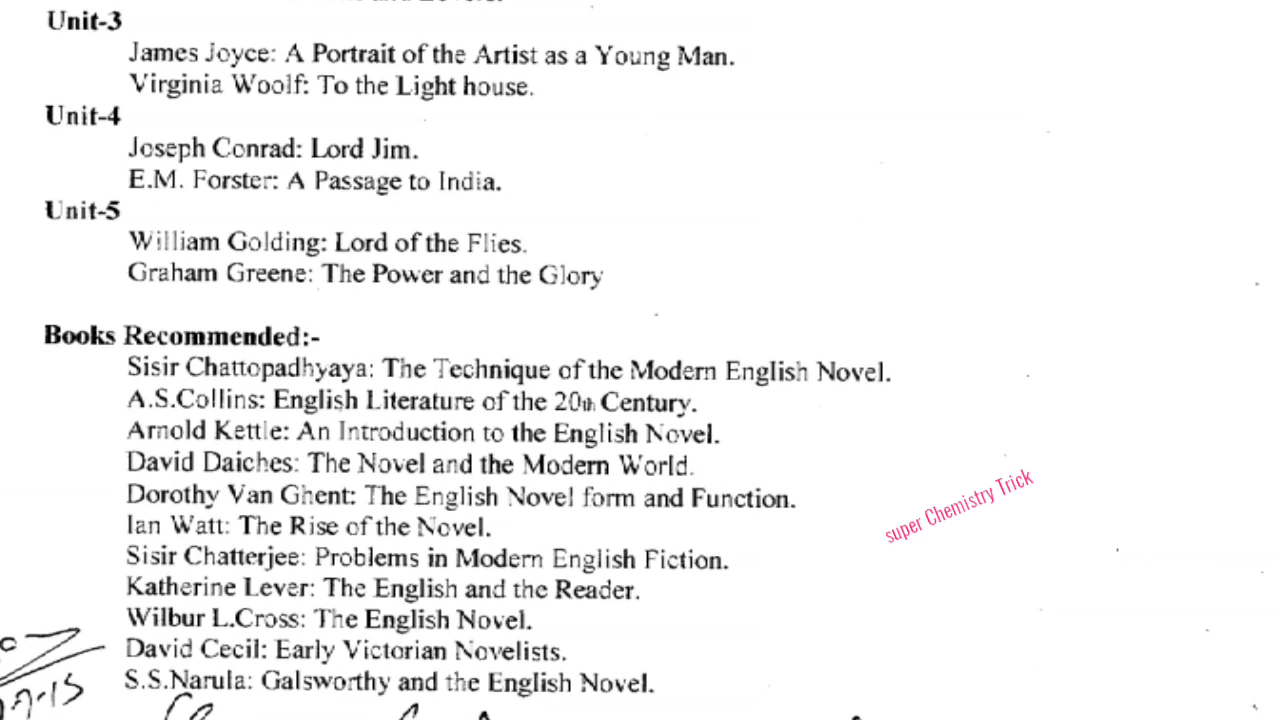 Unit-3
James Joyce: A Portrait of the Artist as a Young Man.
Virginia Woolf: To the Light house.
Unit-4
Joseph Conrad: Lord Jim.
E.M. Forster: A Passage to India.
Unit-5
William Golding: Lord of the Flies.
Graham Greene: The Power and the Glory
Books Recommended:-
Sisir Chattopadhyaya: The Technique of the Modern English Novel.
A.S.Collins: English Literature of the 20th Century.
Arnold Kettle: An Introduction to the English Novel.
David Daiches: The Novel and the Modern World.
Dorothy Van Ghent: The English Novel form and Function.
Ian Watt: The Rise of the Novel.
super Chemistry Trick
Sisir Chatterjee: Problems in Modern English Fiction.
Katherine Lever: The English and the Reader.
Wilbur L.Cross: The English Novel.
David Cecil: Early Victorian Novelists.
S.S.Narula: Galsworthy and the English Novel.